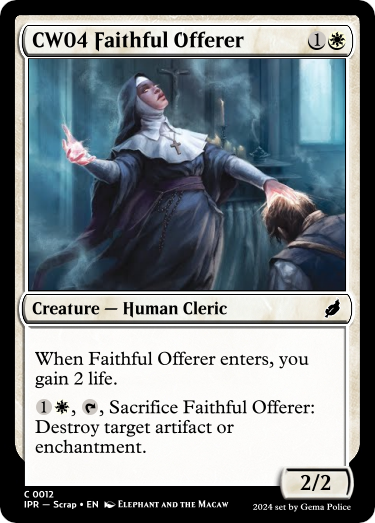 CW04 Faithful Offerer 1
Creature — Human Cleric
When Faithful Offerer enters, you
gain 2 life.
1 , , Sacrifice Faithful Offerer:
Destroy target artifact or
enchantment.
2/2
C 0012
IPR — Scrap • EN Elephant and the Macaw
2024 set by Gema Police